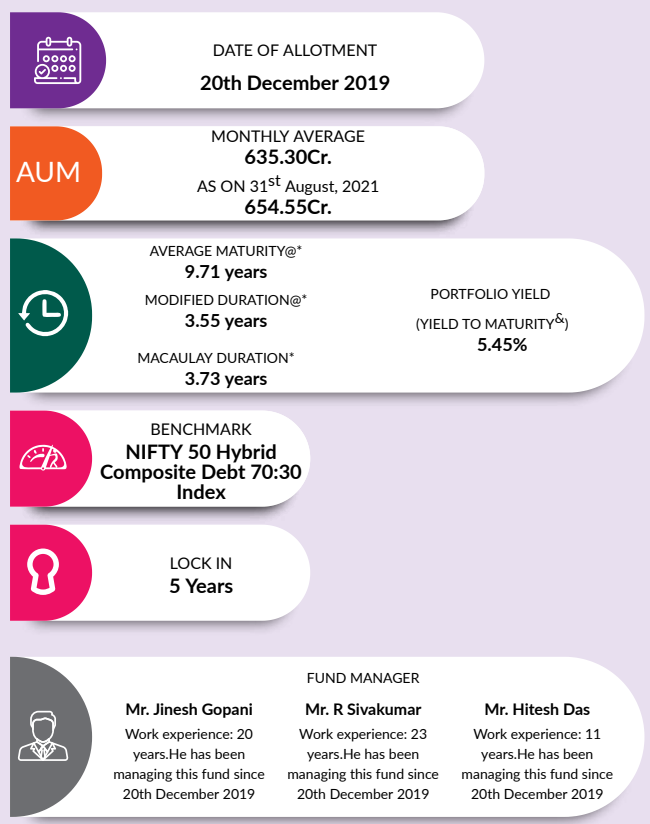 DATE OF ALLOTMENT
20th December 2019
AUM
MONTHLY AVERAGE
635.30Cr.
AS ON 31st August, 2021
654.55Cr.
AVERAGE MATURITY@*
9.71 years
MODIFIED DURATION@*
3.55 years
MACAULAY DURATION*
3.73 years
PORTFOLIO YIELD
(YIELD TO MATURITY&)
5.45%
BENCHMARK
NIFTY 50 Hybrid
Composite Debt 70:30
Index
LOCK IN
5 Years
FUND MANAGER
Mr. Jinesh Gopani
Work experience: 20
years.He has been
managing this fund since
20th December 2019
Mr. R Sivakumar
Work experience: 23
years.He has been
managing this fund since
20th December 2019
Mr. Hitesh Das
Work experience: 11
years.He has been
managing this fund since
20th December 2019